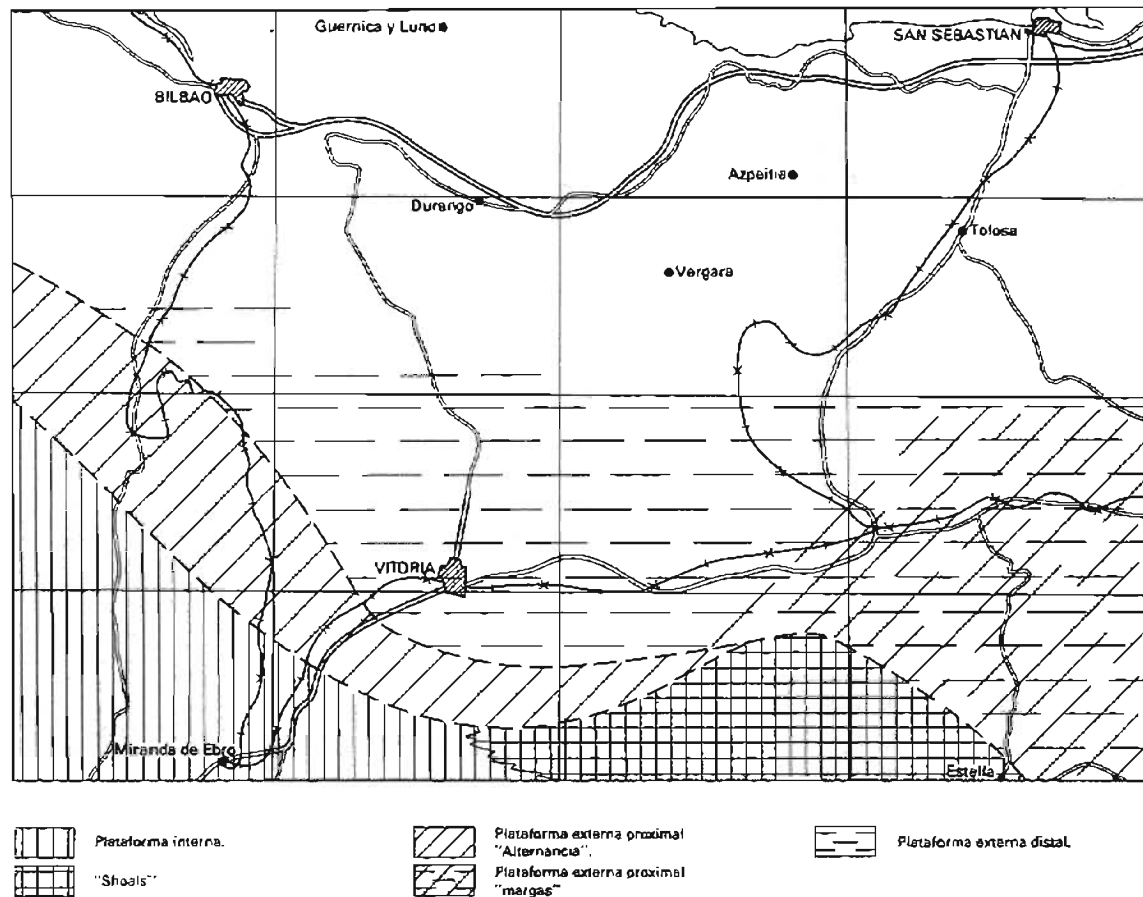 Guernica y Luno
SAN SEBASTIAN
BILBAO
Azpeitia
Durango
Tolosa
Vergara
VITORIA
Miranda de Ebro
Estella
Plataforma interna.
"Shoals"
Plataforma externa proximal
"Alternancia".
Plataforma externa proximal
"margas"
Plataforma externa distal.